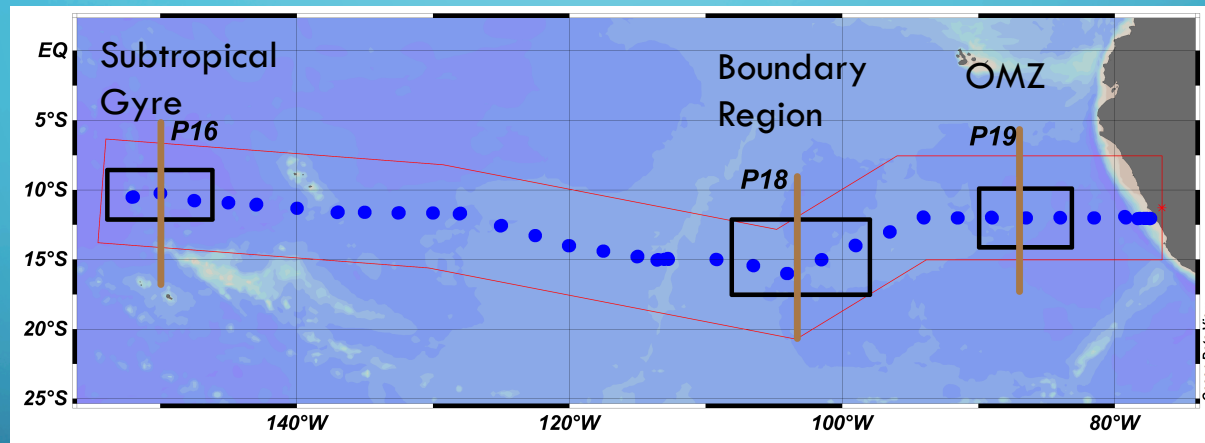 Subtropical
Gyre
Boundary
Region
OMZ
P16
P18
P19
EQ
5°S
10°S
15°S
20°S
25°S
140°W
120°W
100°W
80°W